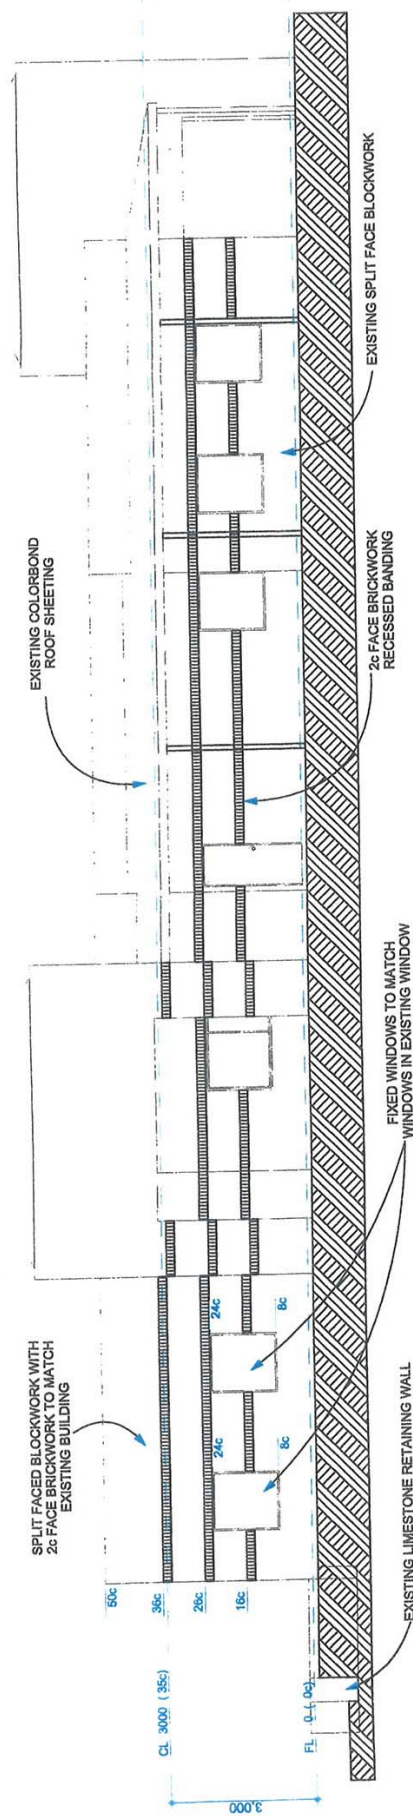 SPLIT FACED BLOCKWORK WITH
2c FACE BRICKWORK TO MATCH
EXISTING BUILDING
EXISTING COLORBOND
ROOF SHEETING
50c
36c
26c
16c
24c
8c
24c
8c
CL 3000 ( 35c)
FL 0 ( 0c)
3,000
EXISTING LIMESTONE RETAINING WALL
FIXED WINDOWS TO MATCH
WINDOWS IN EXISTING WINDOW
2c FACE BRICKWORK
RECESSED BANDING
EXISTING SPLIT FACE BLOCKWORK